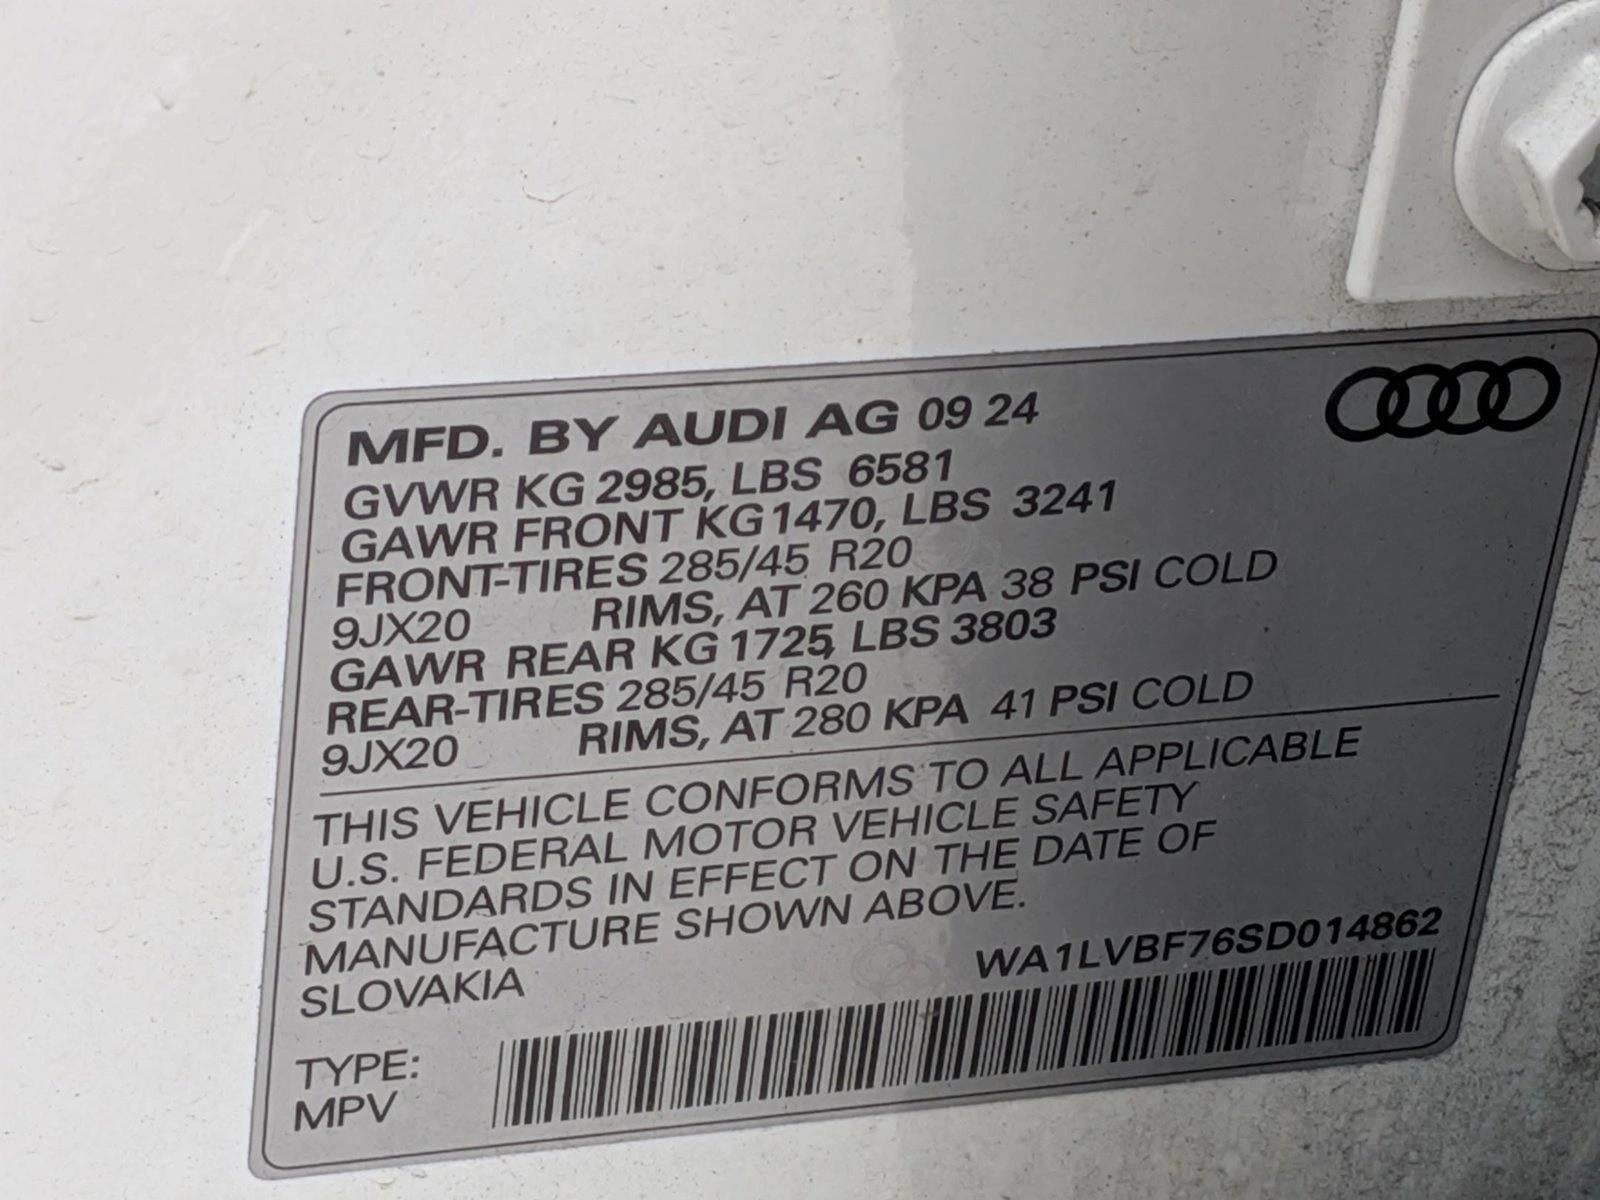 MFD. BY AUDI AG 09 24
GVWR KG 2985, LBS 6581
GAWR FRONT KG 1470, LBS 3241
FRONT-TIRES 285/45 R20
9JX20 RIMS, AT 260 KPA 38 PSI COLD
GAWR REAR KG 1725, LBS 3803
REAR-TIRES 285/45 R20
9JX20 RIMS, AT 280 KPA 41 PSI COLD
THIS VEHICLE CONFORMS TO ALL APPLICABLE
U.S. FEDERAL MOTOR VEHICLE SAFETY
STANDARDS IN EFFECT ON THE DATE OF
MANUFACTURE SHOWN ABOVE.
SLOVAKIA
WA1LVBF76SD014862
TYPE:
MPV